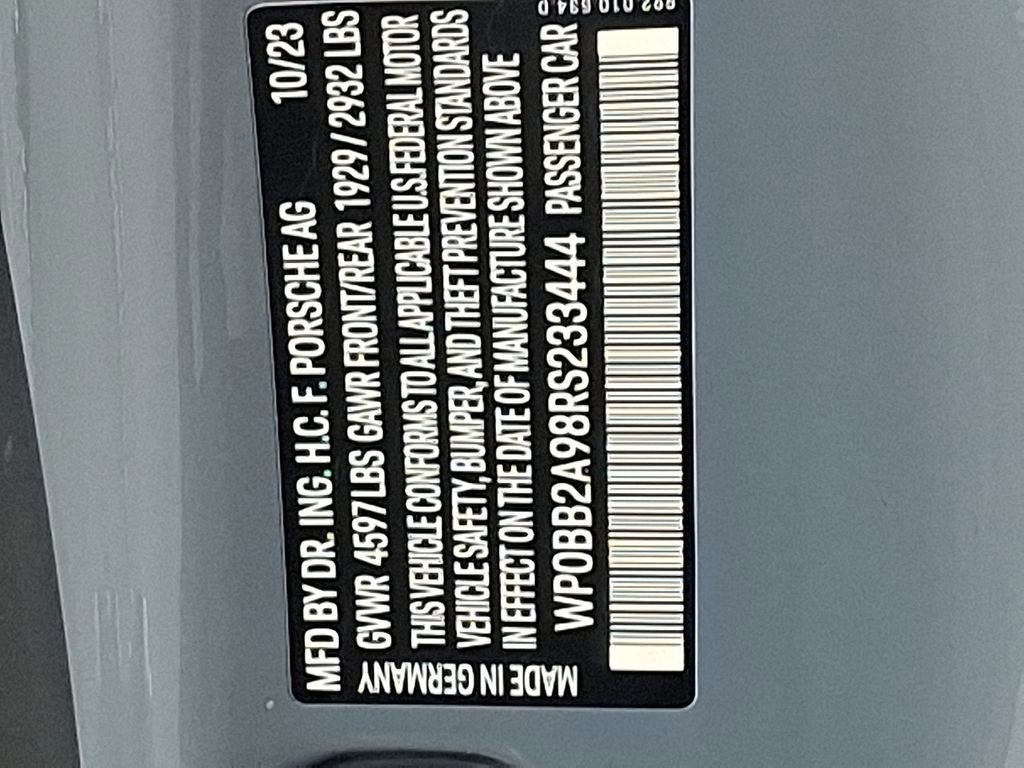 MFD BY DR. ING. H.C. F. PORSCHE AG 10/23
GVWR 4597 LBS GAWR FRONT/REAR 1929 / 2932 LBS
THIS VEHICLE CONFORMS TO ALL APPLICABLE U.S. FEDERAL MOTOR
VEHICLE SAFETY, BUMPER, AND THEFT PREVENTION STANDARDS
IN EFFECT ON THE DATE OF MANUFACTURE SHOWN ABOVE
WP0BB2A98RS233444 PASSENGER CAR
MADE IN GERMANY